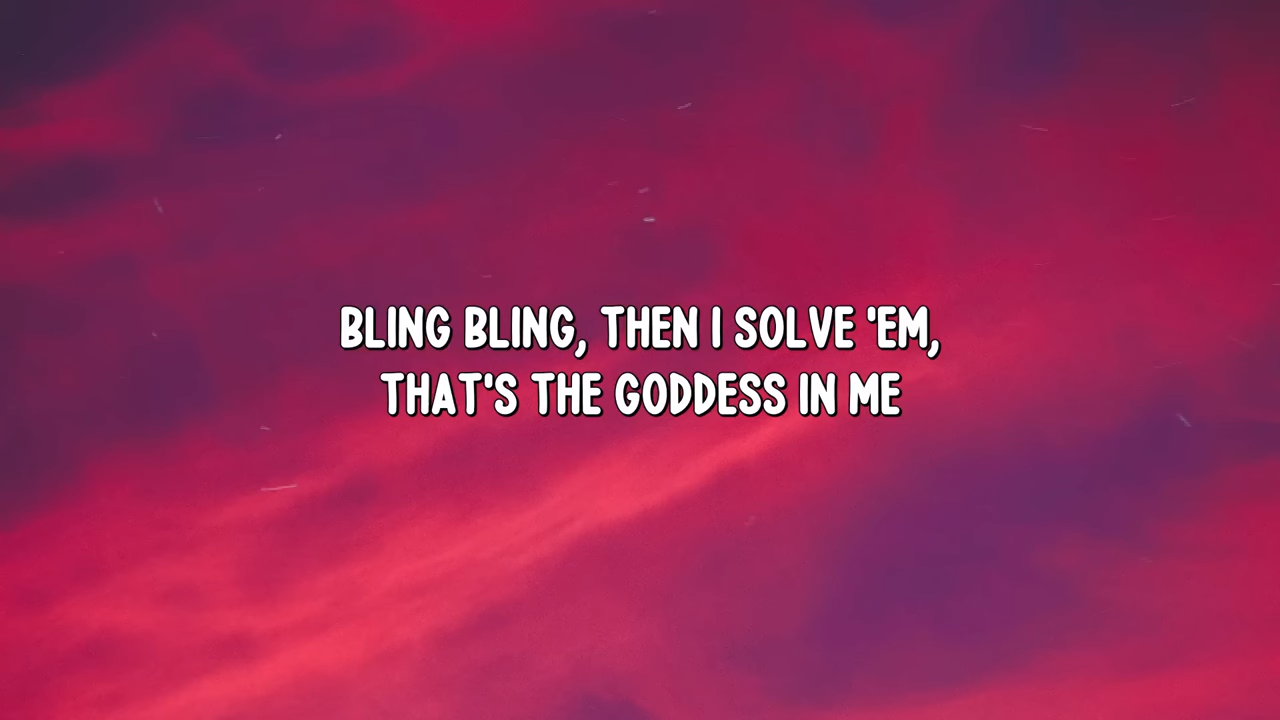 BLING BLING, THEN I SOLVE 'EM,
THAT'S THE GODDESS IN ME